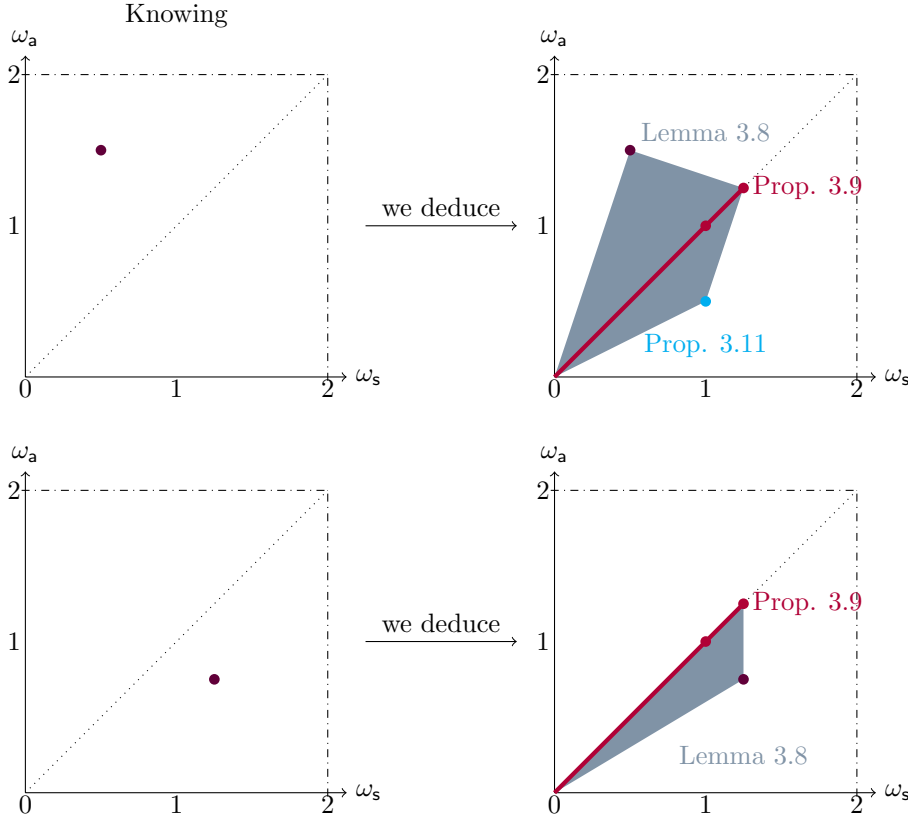 Knowing
ωₐ
ωₐ
2
2
Lemma 3.8
Prop. 3.9
we deduce
1
1
Prop. 3.11
ωₛ
ωₛ
0
1
2
0
1
2
ωₐ
ωₐ
2
2
Prop. 3.9
we deduce
1
1
Lemma 3.8
ωₛ
ωₛ
0
1
2
0
1
2